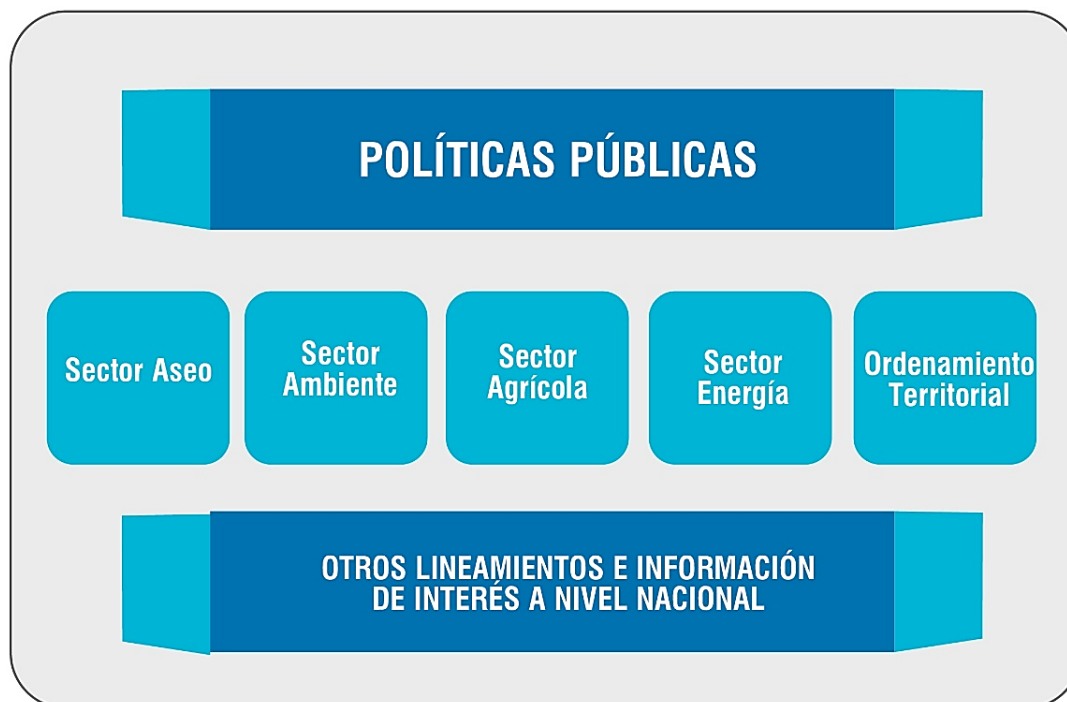 POLÍTICAS PÚBLICAS
Sector Aseo
Sector
Ambiente
Sector
Agrícola
Sector
Energía
Ordenamiento
Territorial
OTROS LINEAMIENTOS E INFORMACIÓN
DE INTERÉS A NIVEL NACIONAL